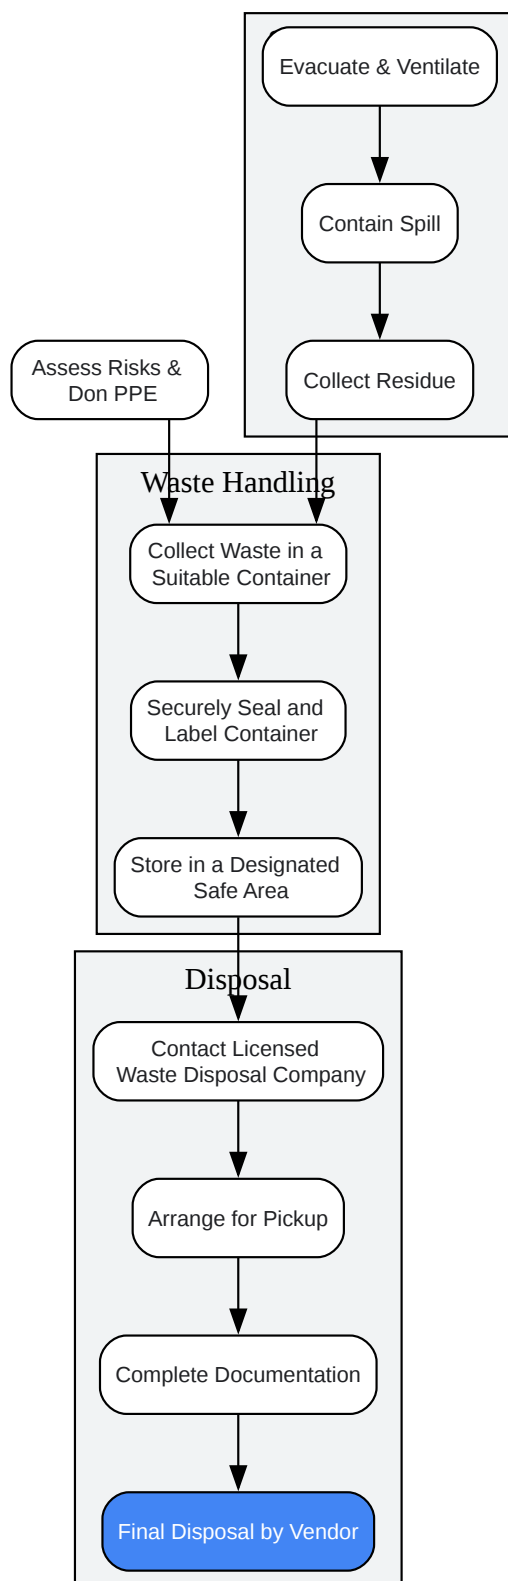 Evacuate & Ventilate
Contain Spill
Collect Residue
Assess Risks &
Don PPE
Waste Handling
Collect Waste in a
Suitable Container
Securely Seal and
Label Container
Store in a Designated
Safe Area
Disposal
Contact Licensed
Waste Disposal Company
Arrange for Pickup
Complete Documentation
Final Disposal by Vendor